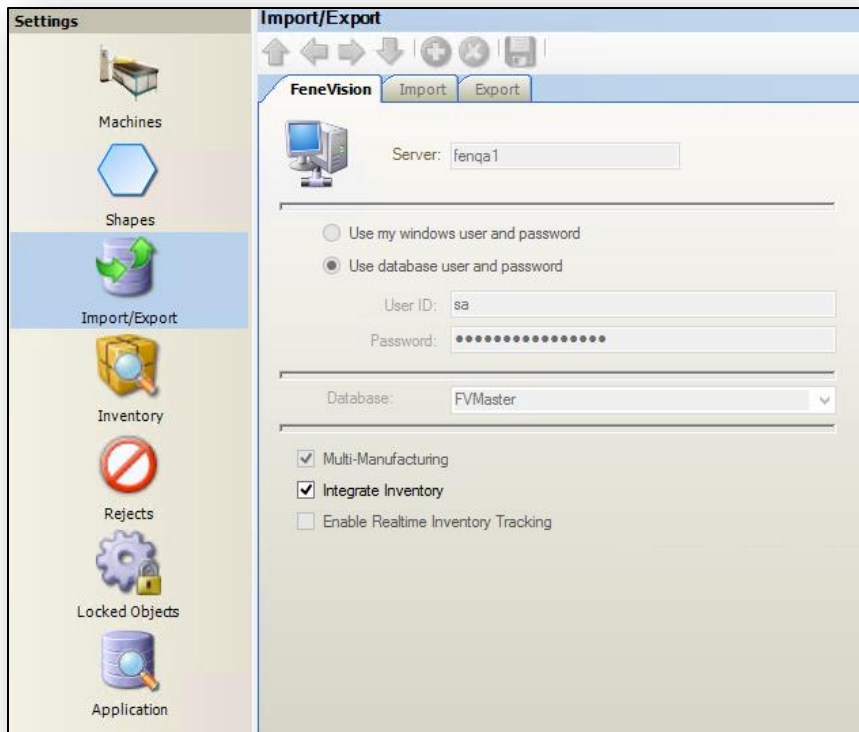 Settings
Machines
Shapes
Import/Export
Inventory
Rejects
Locked Objects
Application
Import/Export
FeneVision Import Export
Server: fenqa1
Use my windows user and password
Use database user and password
User ID: sa
Password: ••••••••••••••••
Database: FVMaster
Multi-Manufacturing
Integrate Inventory
Enable Realtime Inventory Tracking